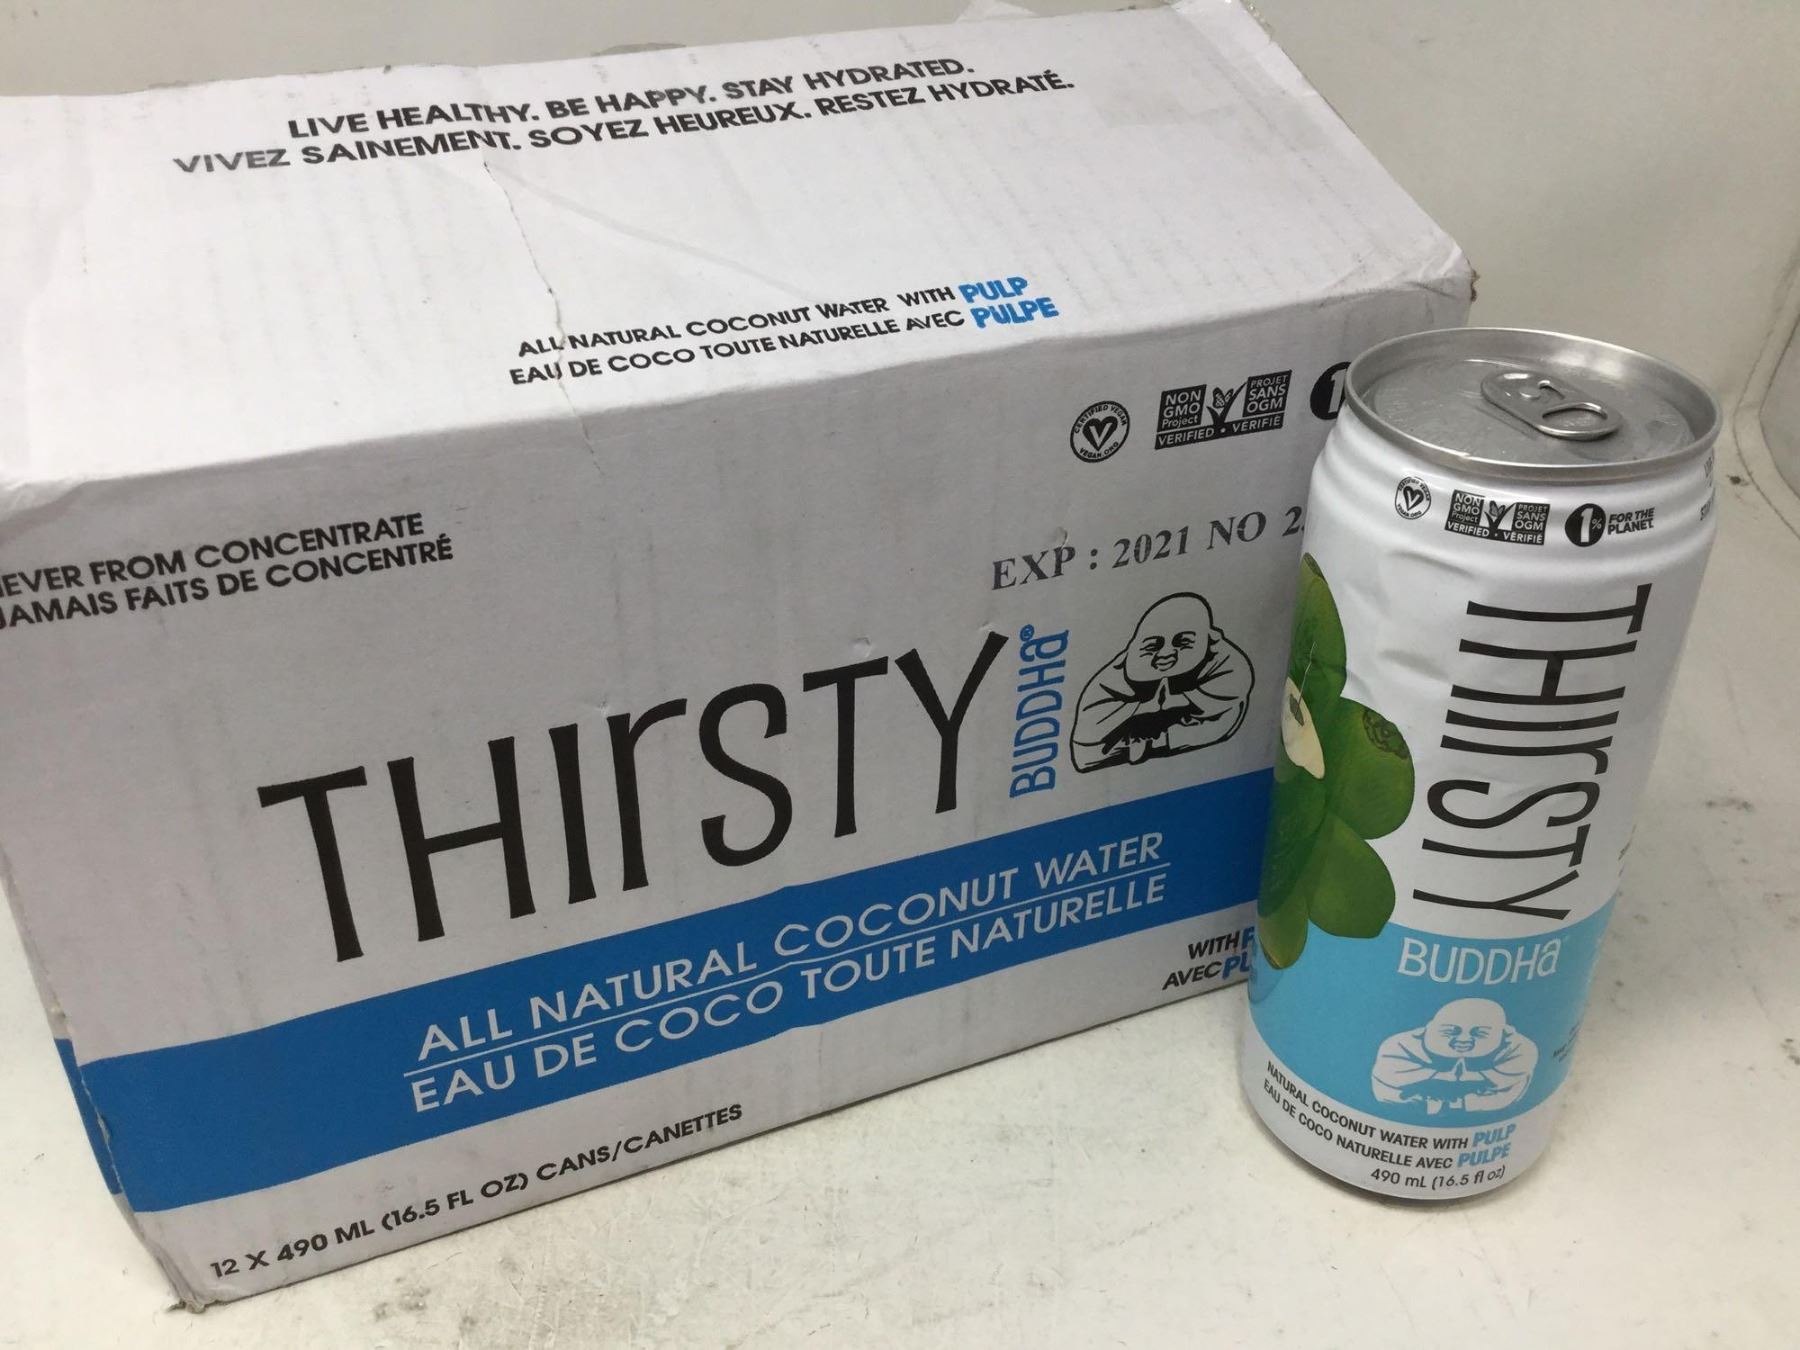 LIVE HEALTHY. BE HAPPY. STAY HYDRATED.
VIVEZ SAINEMENT. SOYEZ HEUREUX. RESTEZ HYDRATÉ.
ALL NATURAL COCONUT WATER WITH PULP
EAU DE COCO TOUTE NATURELLE AVEC PULPE
CERTIFIED VEGAN
VEGAN.ORG
NON GMO Project
PROJET SANS OGM
VERIFIED • VÉRIFIÉ
1
FROM CONCENTRATE
JAMAIS FAITS DE CONCENTRÉ
EXP : 2021 NO
THIrSTY
BUDDHa®
ALL NATURAL COCONUT WATER
EAU DE COCO TOUTE NATURELLE
WITH
AVEC
12 X 490 ML (16.5 FL OZ) CANS/CANETTES
NON GMO Project
PROJET SANS OGM
VERIFIED • VÉRIFIÉ
1% FOR THE PLANET
THIrSTY
BUDDHa
NATURAL COCONUT WATER WITH PULP
EAU DE COCO NATURELLE AVEC PULPE
490 mL (16.5 fl oz)